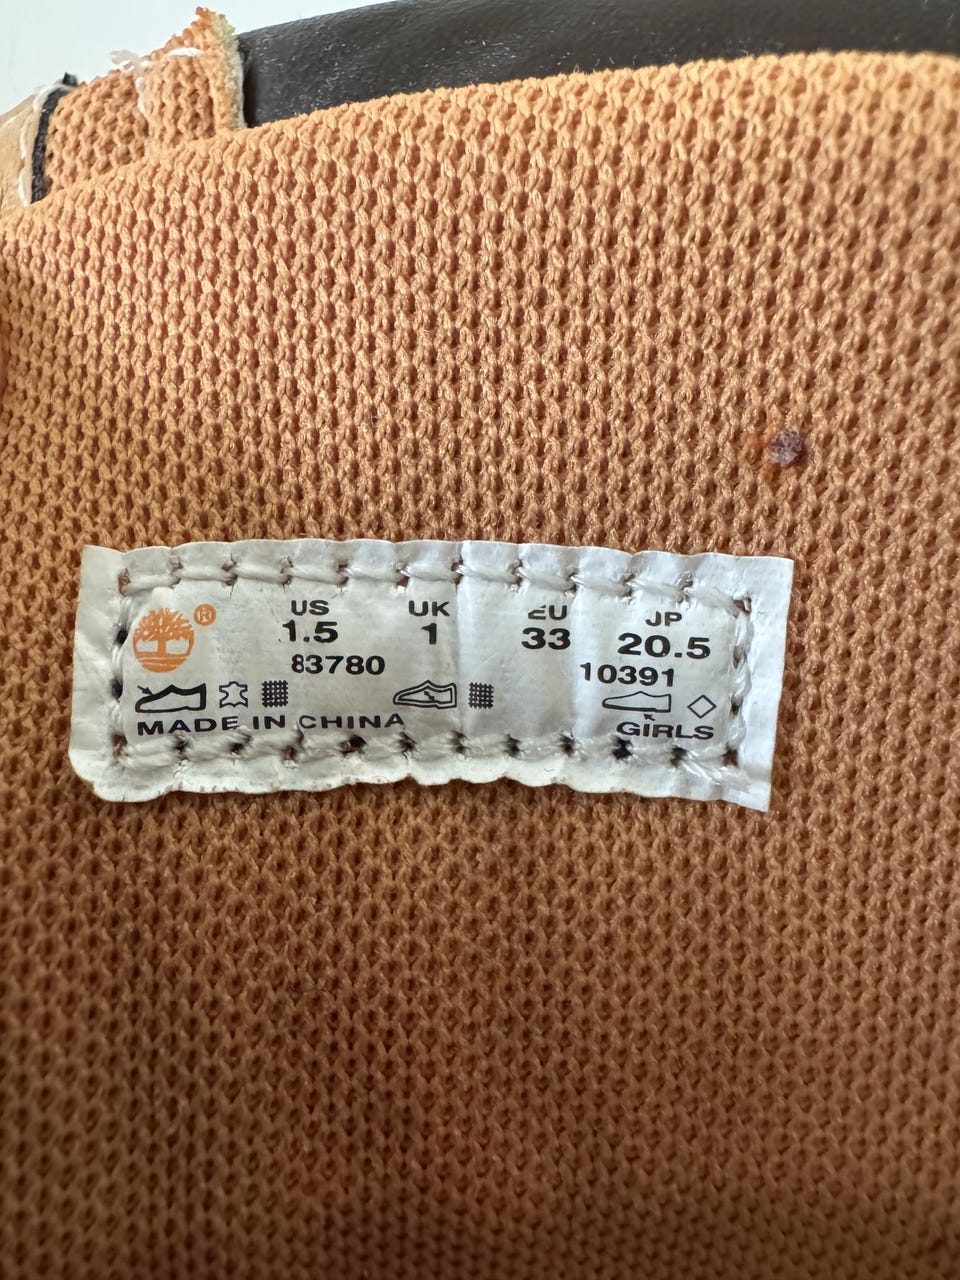 ®
US UK EU JP
1.5 1 33 20.5
83780 10391
MADE IN CHINA GIRLS